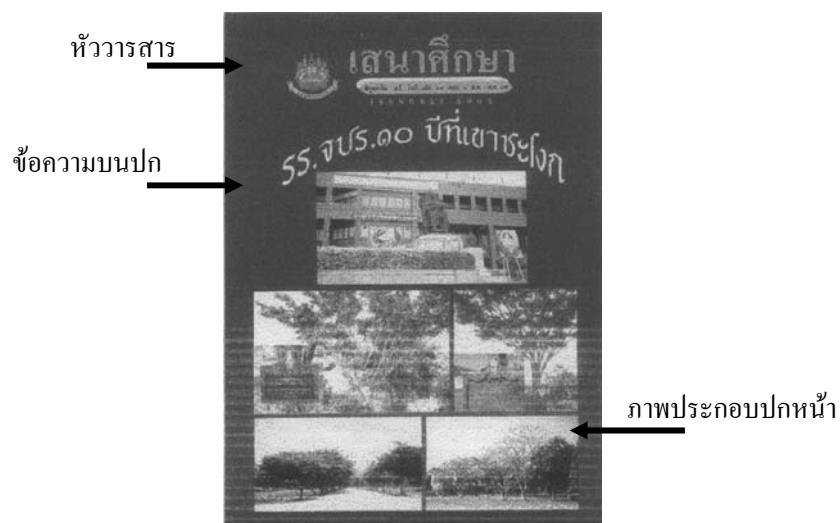 หัววารสาร
เสนาศึกษา
รร.จปร.๑๐ ปีที่เขาชะโงก
ข้อความบนปก
ภาพประกอบปกหน้า